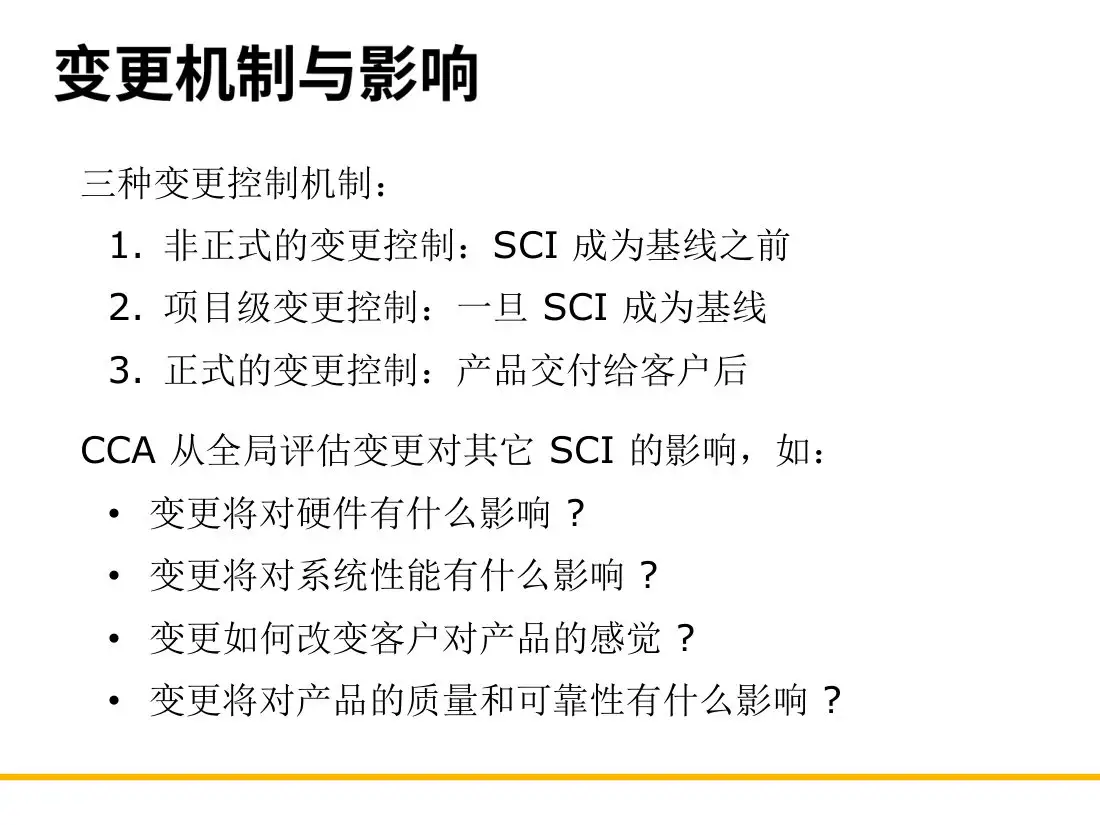 变更机制与影响
三种变更控制机制：
1. 非正式的变更控制：SCI 成为基线之前
2. 项目级变更控制：一旦 SCI 成为基线
3. 正式的变更控制：产品交付给客户后
CCA 从全局评估变更对其它 SCI 的影响，如：
• 变更将对硬件有什么影响 ?
• 变更将对系统性能有什么影响 ?
• 变更如何改变客户对产品的感觉 ?
• 变更将对产品的质量和可靠性有什么影响 ?